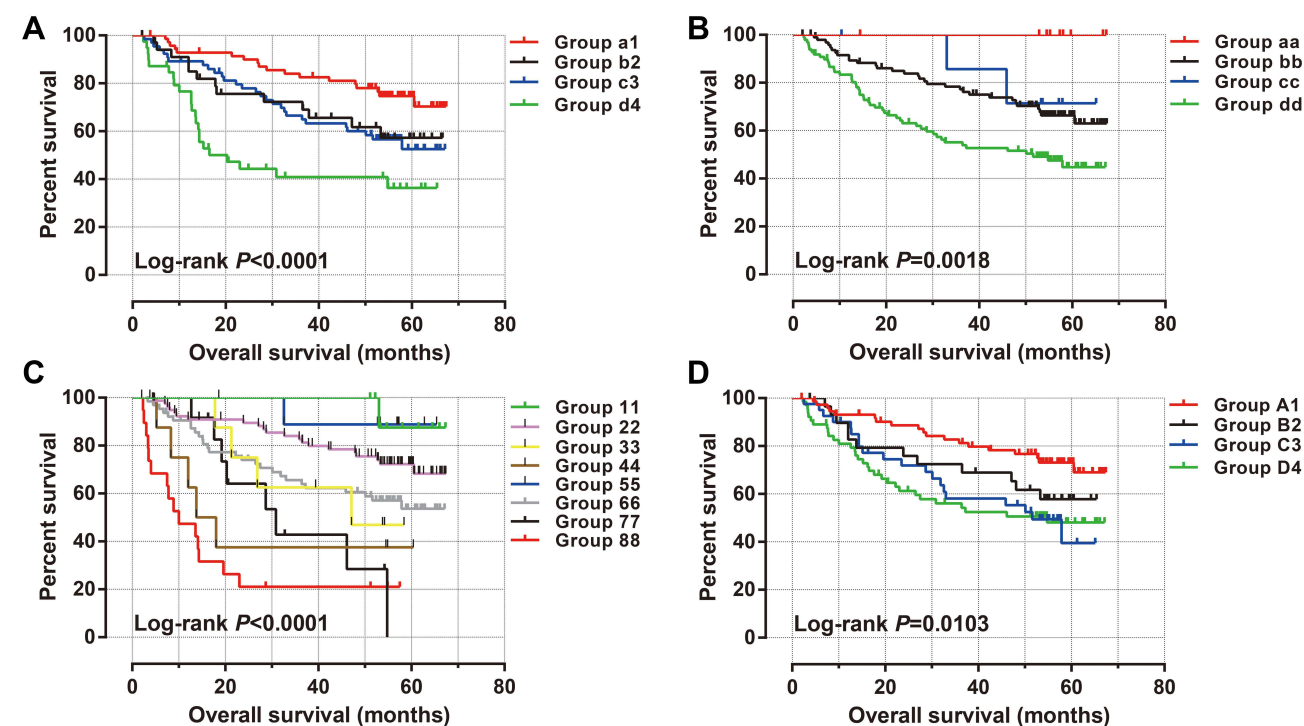 A
100
80
60
40
20
0
Percent survival
Log-rank P<0.0001
0 20 40 60 80
Overall survival (months)
Group a1
Group b2
Group c3
Group d4
B
100
80
60
40
20
0
Percent survival
Log-rank P=0.0018
0 20 40 60 80
Overall survival (months)
Group aa
Group bb
Group cc
Group dd
C
100
80
60
40
20
0
Percent survival
Log-rank P<0.0001
0 20 40 60 80
Overall survival (months)
Group 11
Group 22
Group 33
Group 44
Group 55
Group 66
Group 77
Group 88
D
100
80
60
40
20
0
Percent survival
Log-rank P=0.0103
0 20 40 60 80
Overall survival (months)
Group A1
Group B2
Group C3
Group D4